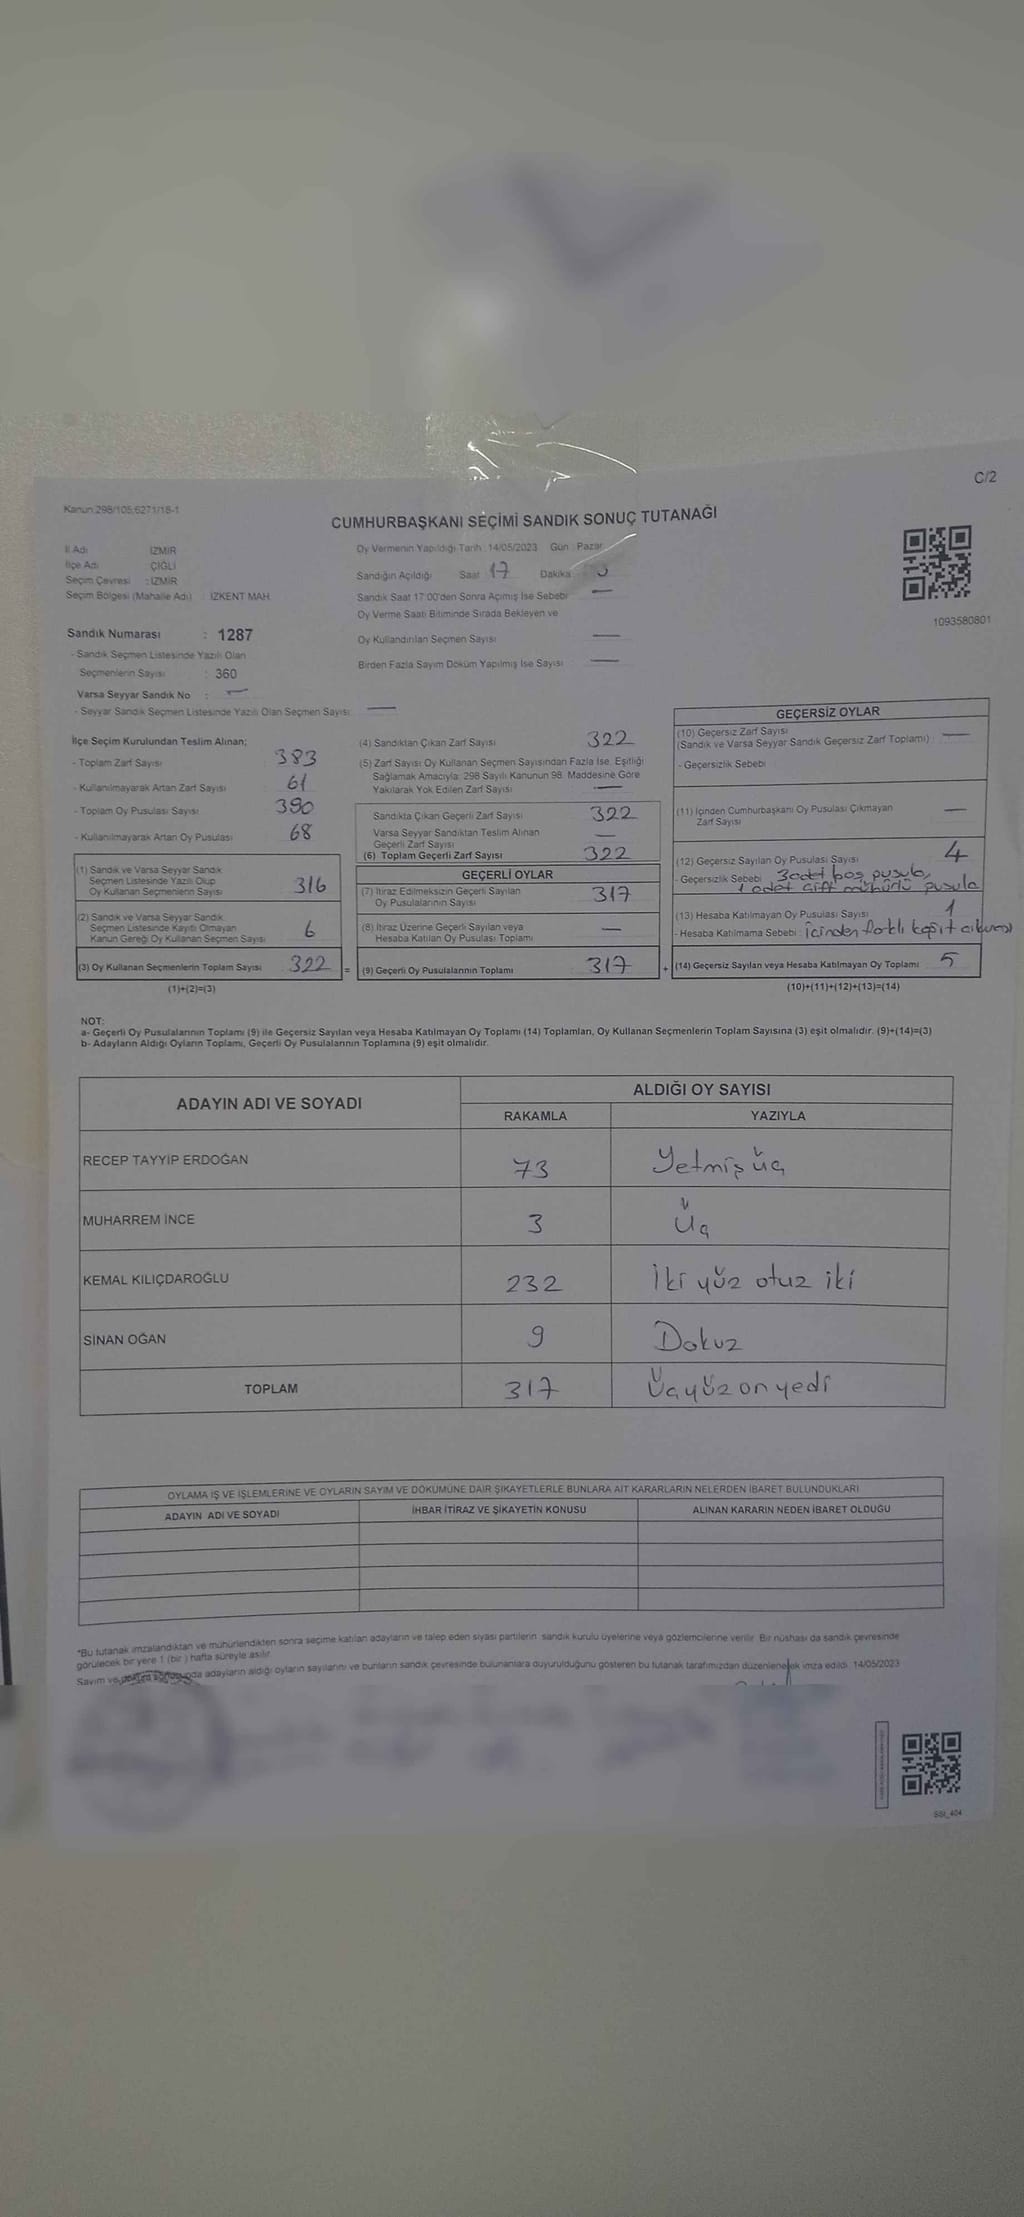 C/2
Kanun:298/105,6271/18-1
CUMHURBAŞKANI SEÇİMİ SANDIK SONUÇ TUTANAĞI
İl Adı İZMİR
İlçe Adı ÇİĞLİ
Seçim Çevresi : İZMİR
Seçim Bölgesi (Mahalle Adı) : İZKENT MAH.
Oy Vermenin Yapıldığı Tarih : 14/05/2023 Gün : Pazar
Sandığın Açıldığı Saat 17 Dakika
Sandık Saat 17:00'den Sonra Açımış İse Sebebi —
Oy Verme Saati Bitiminde Sırada Bekleyen ve
Oy Kullandırılan Seçmen Sayısı —
Birden Fazla Sayım Döküm Yapılmış İse Sayısı —
1093580801
Sandık Numarası : 1287
- Sandık Seçmen Listesinde Yazılı Olan
Seçmenlerin Sayısı : 360
Varsa Seyyar Sandık No : —
- Seyyar Sandık Seçmen Listesinde Yazılı Olan Seçmen Sayısı —
İlçe Seçim Kurulundan Teslim Alınan;
- Toplam Zarf Sayısı 383
- Kullanılmayarak Artan Zarf Sayısı 61
- Toplam Oy Pusulası Sayısı 390
- Kullanılmayarak Artan Oy Pusulası 68
(1) Sandık ve Varsa Seyyar Sandık
Seçmen Listesinde Yazılı Olup
Oy Kullanan Seçmenlerin Sayısı 316
(2) Sandık ve Varsa Seyyar Sandık
Seçmen Listesinde Kayıtlı Olmayan
Kanun Gereği Oy Kullanan Seçmen Sayısı 6
(3) Oy Kullanan Seçmenlerin Toplam Sayısı 322 =
(1)+(2)=(3)
(4) Sandıktan Çıkan Zarf Sayısı 322
(5) Zarf Sayısı Oy Kullanan Seçmen Sayısından Fazla İse, Eşitliği
Sağlamak Amacıyla: 298 Sayılı Kanunun 98. Maddesine Göre
Yakılarak Yok Edilen Zarf Sayısı —
Sandıkta Çıkan Geçerli Zarf Sayısı 322
Varsa Seyyar Sandıktan Teslim Alınan
Geçerli Zarf Sayısı —
(6) Toplam Geçerli Zarf Sayısı 322
GEÇERLİ OYLAR
(7) İtiraz Edilmeksizin Geçerli Sayılan
Oy Pusulalarının Sayısı 317
(8) İtiraz Üzerine Geçerli Sayılan veya
Hesaba Katılan Oy Pusulası Toplamı —
(9) Geçerli Oy Pusulalarının Toplamı 317 +
GEÇERSİZ OYLAR
(10) Geçersiz Zarf Sayısı
(Sandık ve Varsa Seyyar Sandık Geçersiz Zarf Toplamı) —
- Geçersizlik Sebebi
(11) İçinden Cumhurbaşkanı Oy Pusulası Çıkmayan
Zarf Sayısı —
(12) Geçersiz Sayılan Oy Pusulası Sayısı 4
- Geçersizlik Sebebi 3 adet boş pusula,
1 adet çift mühürlü pusula
(13) Hesaba Katılmayan Oy Pusulası Sayısı 1
- Hesaba Katılmama Sebebi : İçinden farklı kağıt çıkması
(14) Geçersiz Sayılan veya Hesaba Katılmayan Oy Toplamı 5
(10)+(11)+(12)+(13)=(14)
NOT:
a- Geçerli Oy Pusulalarının Toplamı (9) ile Geçersiz Sayılan veya Hesaba Katılmayan Oy Toplamı (14) Toplamları, Oy Kullanan Seçmenlerin Toplam Sayısına (3) eşit olmalıdır. (9)+(14)=(3)
b- Adayların Aldığı Oyların Toplamı, Geçerli Oy Pusulalarının Toplamına (9) eşit olmalıdır.
ADAYIN ADI VE SOYADI
ALDIĞI OY SAYISI
RAKAMLA YAZIYLA
RECEP TAYYİP ERDOĞAN 73 Yetmiş üç
MUHARREM İNCE 3 Üç
KEMAL KILIÇDAROĞLU 232 İki yüz otuz iki
SİNAN OĞAN 9 Dokuz
TOPLAM 317 Üçyüz on yedi
OYLAMA İŞ VE İŞLEMLERİNE VE OYLARIN SAYIM VE DÖKÜMÜNE DAİR ŞİKAYETLERLE BUNLARA AİT KARARLARIN NELERDEN İBARET BULUNDUKLARI
ADAYIN ADI VE SOYADI İHBAR İTİRAZ VE ŞİKAYETİN KONUSU ALINAN KARARIN NEDEN İBARET OLDUĞU
*Bu tutanak imzalandıktan ve mühürlendikten sonra seçime katılan adayların ve talep eden siyasi partilerin sandık kurulu üyelerine veya gözlemcilerine verilir. Bir nüshası da sandık çevresinde
görülecek bir yere 1 (bir ) hafta süreyle asılır.
Sayım ve adayların aldığı oyların sayılarını ve bunların sandık çevresinde bulunanlara duyurulduğunu gösteren bu tutanak tarafımızdan düzenlenerek imza edildi. 14/05/2023
SSI_404